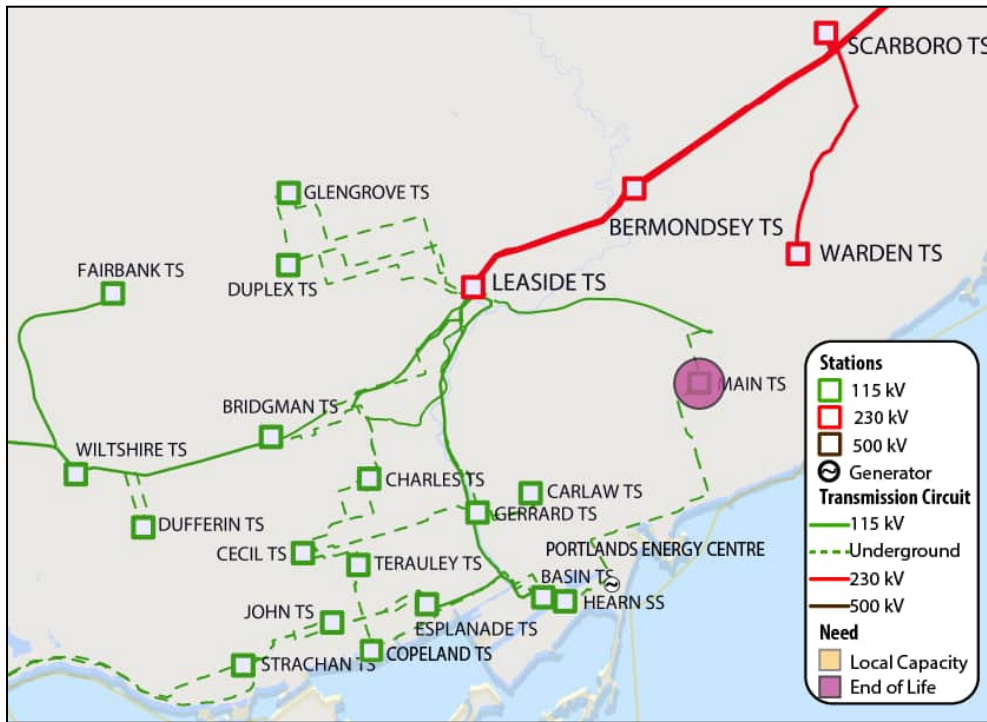 SCARBORO TS
GLENGROVE TS
BERMONDSEY TS
WARDEN TS
FAIRBANK TS
DUPLEX TS
LEASIDE TS
MAIN TS
BRIDGMAN TS
WILTSHIRE TS
CHARLES TS
CARLAW TS
GERRARD TS
DUFFERIN TS
CECIL TS
TERAULEY TS
PORTLANDS ENERGY CENTRE
BASIN TS
HEARN SS
JOHN TS
ESPLANADE TS
COPELAND TS
STRACHAN TS
Stations
115 kV
230 kV
500 kV
Generator
Transmission Circuit
115 kV
Underground
230 kV
500 kV
Need
Local Capacity
End of Life